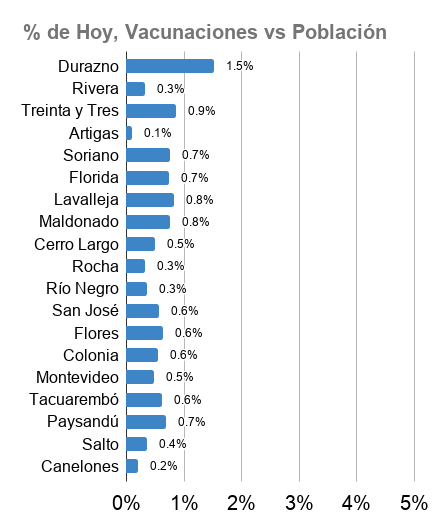 % de Hoy, Vacunaciones vs Población
Durazno 1.5%
Rivera 0.3%
Treinta y Tres 0.9%
Artigas 0.1%
Soriano 0.7%
Florida 0.7%
Lavalleja 0.8%
Maldonado 0.8%
Cerro Largo 0.5%
Rocha 0.3%
Río Negro 0.3%
San José 0.6%
Flores 0.6%
Colonia 0.6%
Montevideo 0.5%
Tacuarembó 0.6%
Paysandú 0.7%
Salto 0.4%
Canelones 0.2%
0% 1% 2% 3% 4% 5%